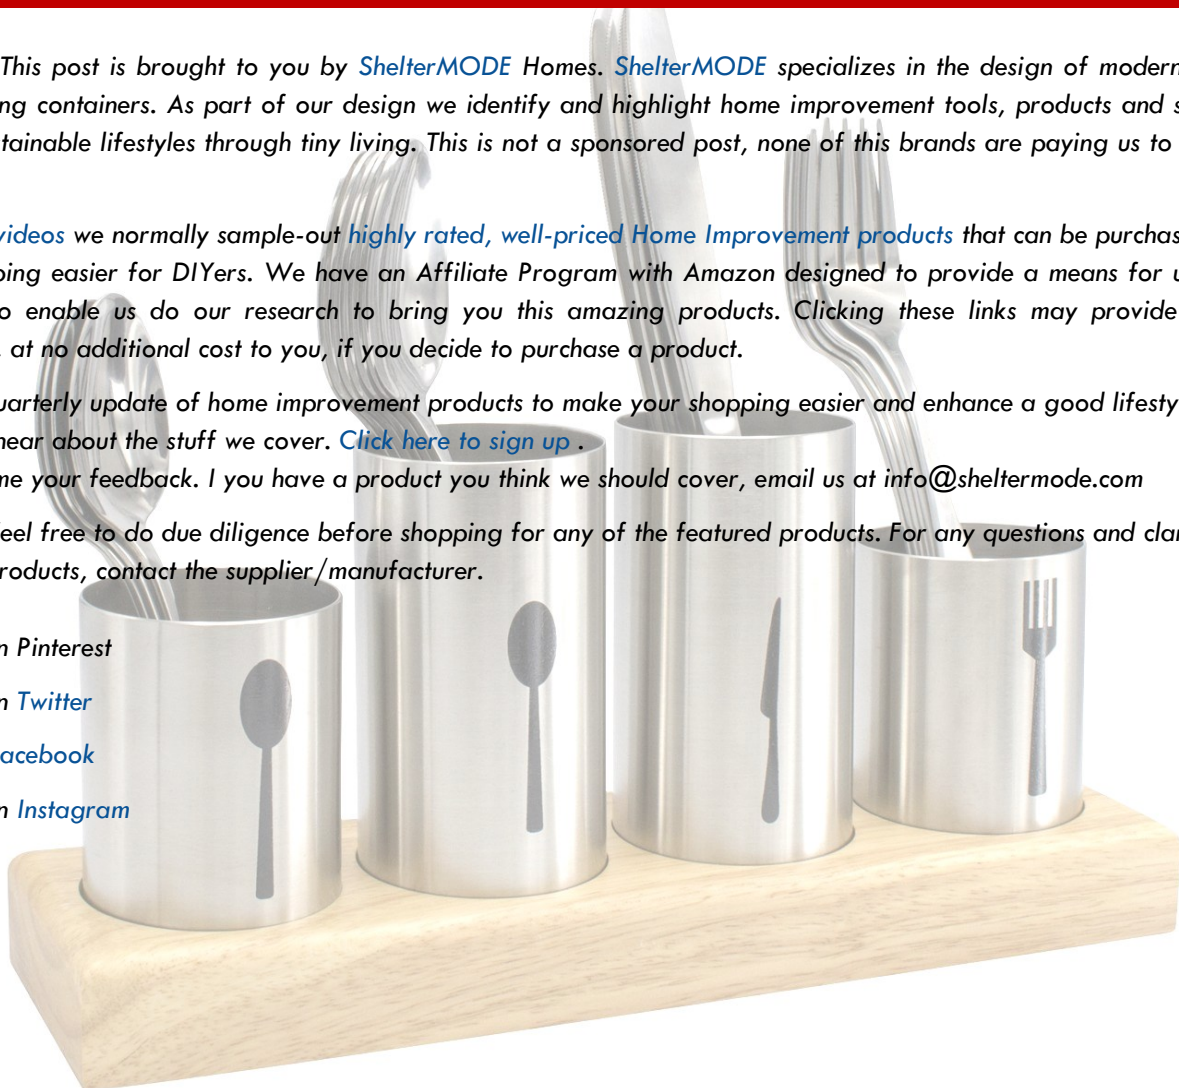 This post is brought to you by ShelterMODE Homes. ShelterMODE specializes in the design of modern
ng containers. As part of our design we identify and highlight home improvement tools, products and s
tainable lifestyles through tiny living. This is not a sponsored post, none of this brands are paying us to
videos we normally sample-out highly rated, well-priced Home Improvement products that can be purchas
ping easier for DIYers. We have an Affiliate Program with Amazon designed to provide a means for u
o enable us do our research to bring you this amazing products. Clicking these links may provide
at no additional cost to you, if you decide to purchase a product.
uarterly update of home improvement products to make your shopping easier and enhance a good lifesty
hear about the stuff we cover. Click here to sign up .
me your feedback. I you have a product you think we should cover, email us at info@sheltermode.com
eel free to do due diligence before shopping for any of the featured products. For any questions and clar
roducts, contact the supplier/manufacturer.
n Pinterest
n Twitter
acebook
n Instagram